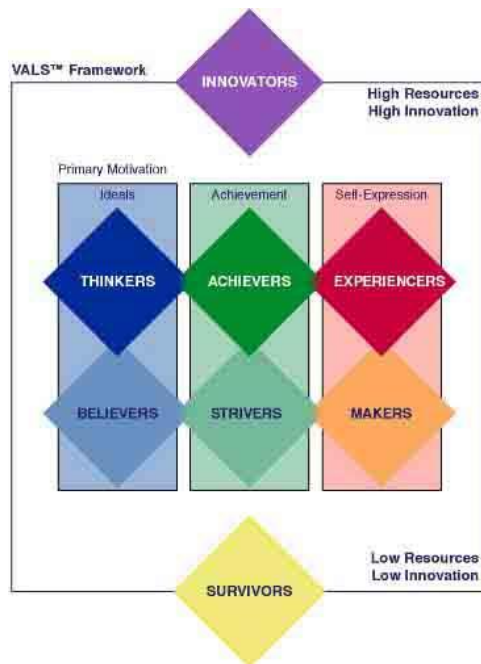 VALS™ Framework
INNOVATORS
High Resources
High Innovation
Primary Motivation
Ideals
Achievement
Self-Expression
THINKERS
ACHIEVERS
EXPERIENCERS
BELIEVERS
STRIVERS
MAKERS
Low Resources
Low Innovation
SURVIVORS